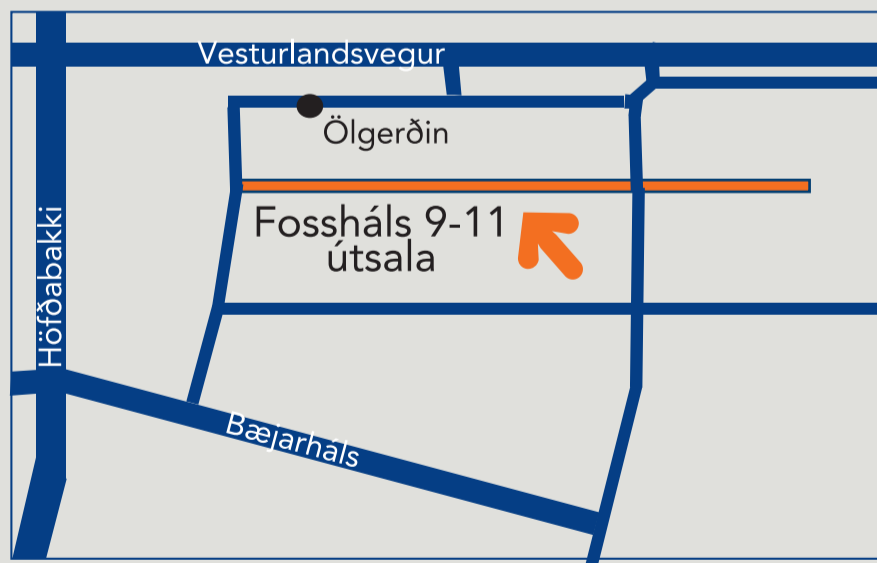 Vesturlandsvegur
Ölgerðin
Fossháls 9-11
útsala
Höfðabakki
Bæjarháls